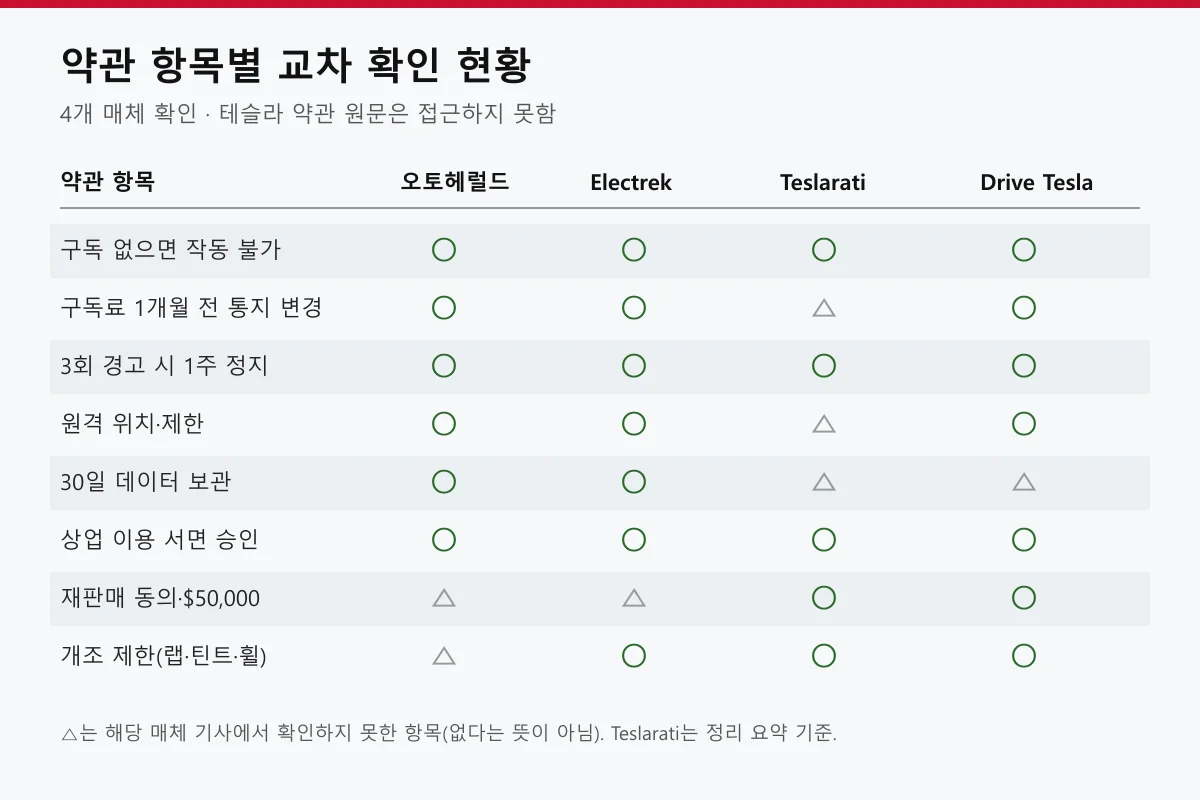 약관 항목별 교차 확인 현황
4개 매체 확인 · 테슬라 약관 원문은 접근하지 못함
약관 항목 오토헤럴드 Electrek Teslarati Drive Tesla
구독 없으면 작동 불가 ○ ○ ○ ○
구독료 1개월 전 통지 변경 ○ ○ △ ○
3회 경고 시 1주 정지 ○ ○ ○ ○
원격 위치·제한 ○ ○ △ ○
30일 데이터 보관 ○ ○ △ △
상업 이용 서면 승인 ○ ○ ○ ○
재판매 동의·$50,000 △ △ ○ ○
개조 제한(랩·틴트·휠) △ ○ ○ ○
△는 해당 매체 기사에서 확인하지 못한 항목(없다는 뜻이 아님). Teslarati는 정리 요약 기준.